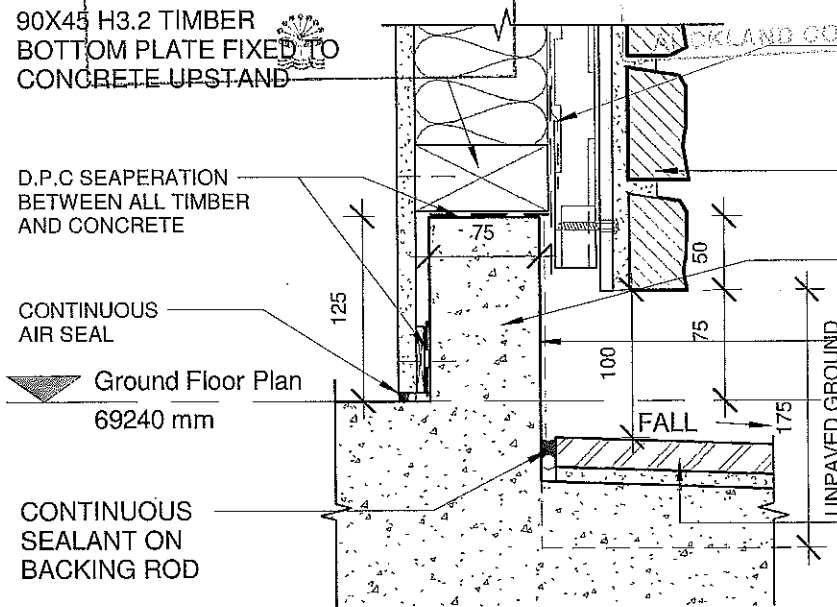 90X45 H3.2 TIMBER
BOTTOM PLATE FIXED TO
CONCRETE UPSTAND
AUCKLAND CO
D.P.C SEAPERATION
BETWEEN ALL TIMBER
AND CONCRETE
75
50
125
CONTINUOUS
AIR SEAL
100
75
Ground Floor Plan
69240 mm
FALL
175
UNPAVED GROUND
CONTINUOUS
SEALANT ON
BACKING ROD